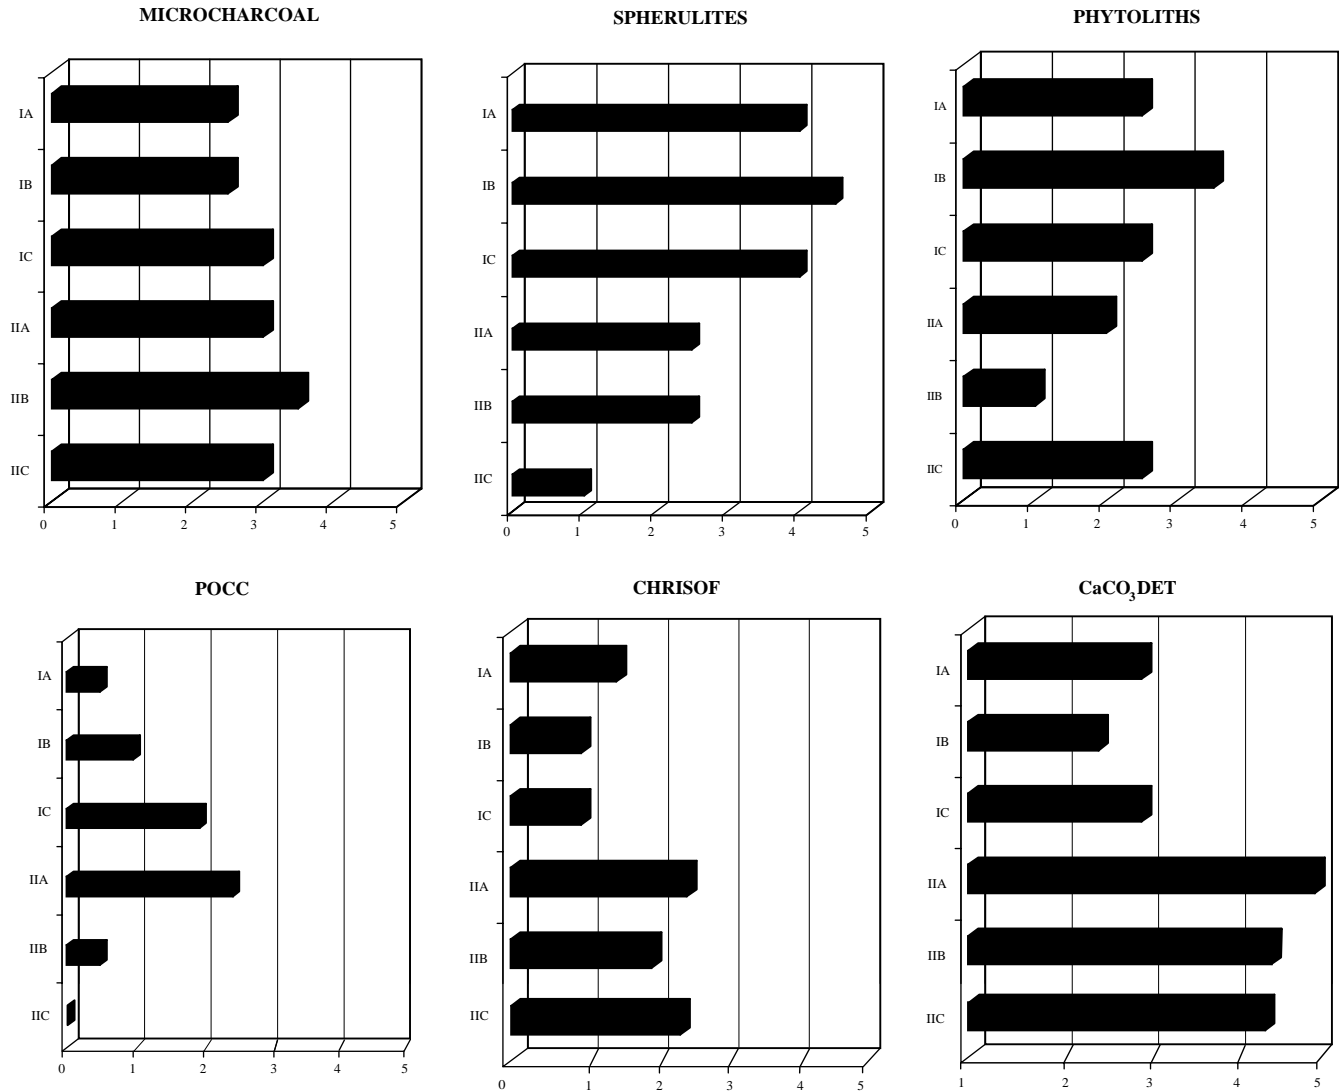 MICROCHARCOAL
IA
IB
IC
IIA
IIB
IIC
0 1 2 3 4 5
SPHERULITES
IA
IB
IC
IIA
IIB
IIC
0 1 2 3 4 5
PHYTOLITHS
IA
IB
IC
IIA
IIB
IIC
0 1 2 3 4 5
POCC
IA
IB
IC
IIA
IIB
IIC
0 1 2 3 4 5
CHRISOF
IA
IB
IC
IIA
IIB
IIC
0 1 2 3 4 5
CaCO₃DET
IA
IB
IC
IIA
IIB
IIC
1 2 3 4 5